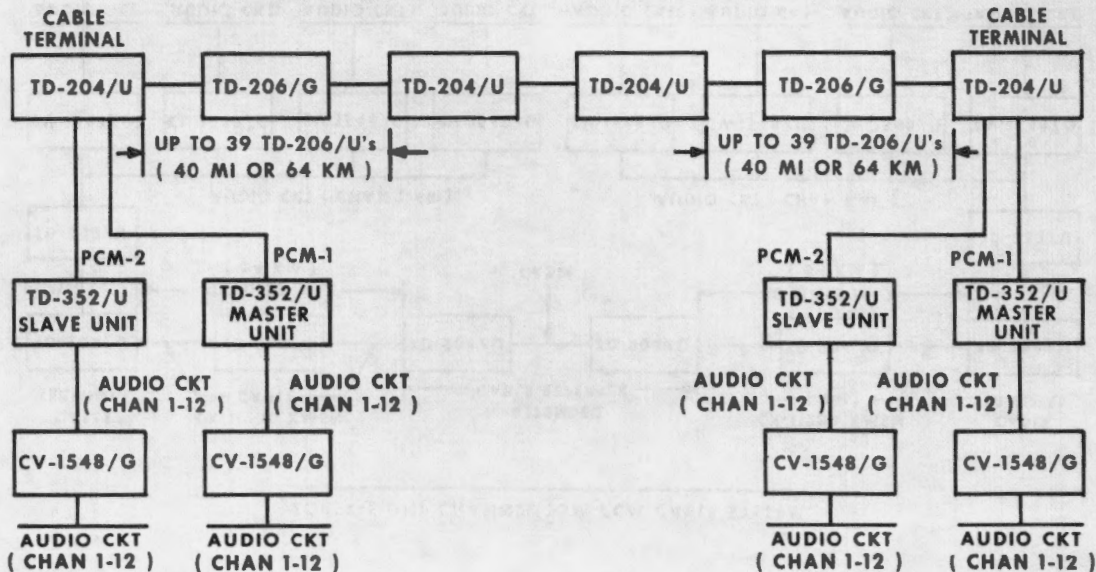 CABLE
TERMINAL
CABLE
TERMINAL
TD-204/U
TD-206/G
TD-204/U
TD-204/U
TD-206/G
TD-204/U
UP TO 39 TD-206/U's
( 40 MI OR 64 KM )
UP TO 39 TD-206/U's
( 40 MI OR 64 KM )
PCM-2
PCM-1
PCM-2
PCM-1
TD-352/U
SLAVE UNIT
TD-352/U
MASTER
UNIT
TD-352/U
SLAVE UNIT
TD-352/U
MASTER
UNIT
AUDIO CKT
( CHAN 1-12 )
AUDIO CKT
( CHAN 1-12 )
AUDIO CKT
( CHAN 1-12 )
AUDIO CKT
( CHAN 1-12 )
CV-1548/G
CV-1548/G
CV-1548/G
CV-1548/G
AUDIO CKT
( CHAN 1-12 )
AUDIO CKT
( CHAN 1-12 )
AUDIO CKT
( CHAN 1-12 )
AUDIO CKT
( CHAN 1-12 )